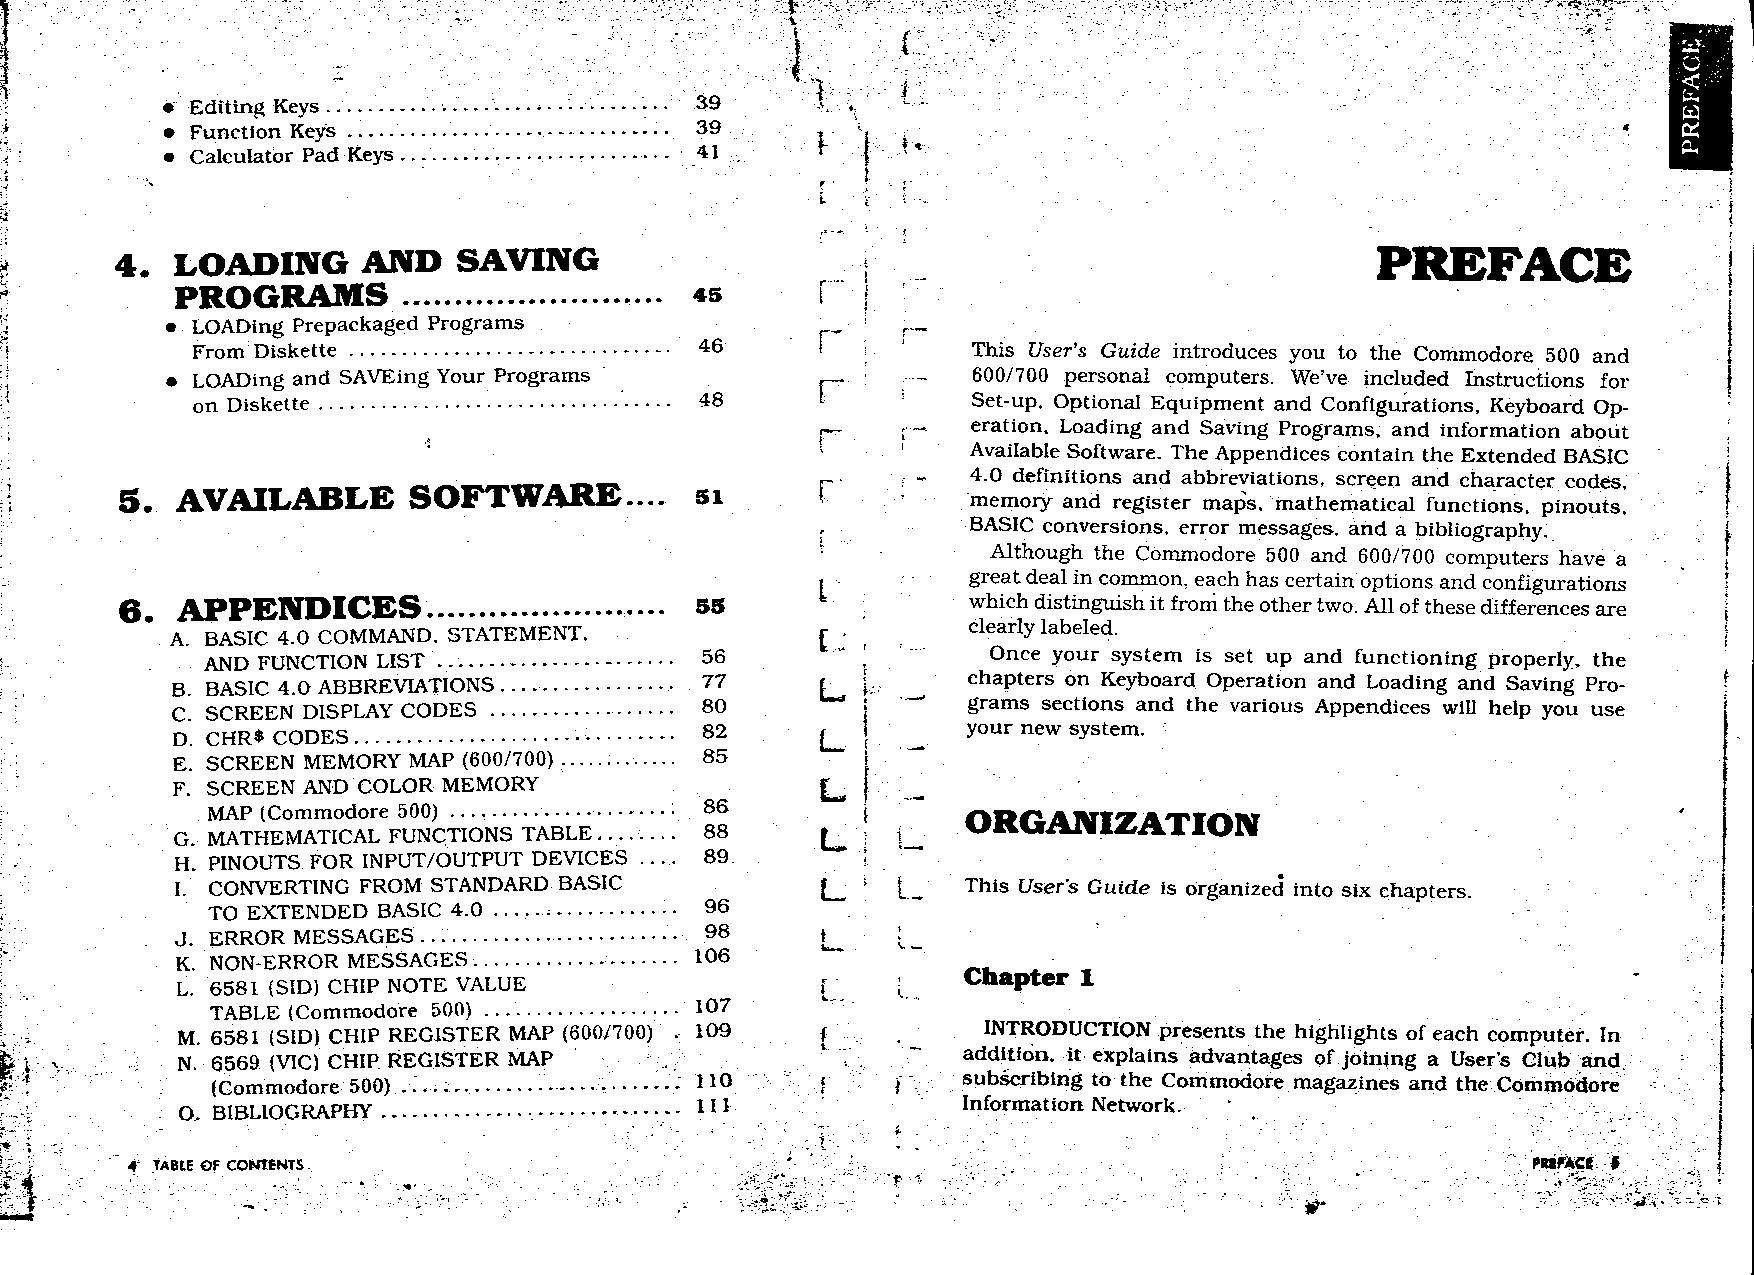 • Editing Keys ................................ 39
• Function Keys ............................... 39
• Calculator Pad Keys .......................... 41
4. LOADING AND SAVING
PROGRAMS ......................... 45
• LOADing Prepackaged Programs
From Diskette ............................... 46
• LOADing and SAVEing Your Programs
on Diskette .................................. 48
5. AVAILABLE SOFTWARE.... 51
6. APPENDICES....................... 55
A. BASIC 4.0 COMMAND, STATEMENT,
AND FUNCTION LIST ....................... 56
B. BASIC 4.0 ABBREVIATIONS................. 77
C. SCREEN DISPLAY CODES .................. 80
D. CHR$ CODES............................... 82
E. SCREEN MEMORY MAP (600/700) ............ 85
F. SCREEN AND COLOR MEMORY
MAP (Commodore 500) ...................... 86
G. MATHEMATICAL FUNCTIONS TABLE........ 88
H. PINOUTS FOR INPUT/OUTPUT DEVICES .... 89
I. CONVERTING FROM STANDARD BASIC
TO EXTENDED BASIC 4.0 .................. 96
J. ERROR MESSAGES......................... 98
K. NON-ERROR MESSAGES.................... 106
L. 6581 (SID) CHIP NOTE VALUE
TABLE (Commodore 500) ................... 107
M. 6581 (SID) CHIP REGISTER MAP (600/700) . 109
N. 6569 (VIC) CHIP REGISTER MAP
(Commodore 500) ........................... 110
O. BIBLIOGRAPHY ............................. 111
4 TABLE OF CONTENTS
PREFACE
PREFACE
This User's Guide introduces you to the Commodore 500 and
600/700 personal computers. We've included Instructions for
Set-up, Optional Equipment and Configurations, Keyboard Op-
eration, Loading and Saving Programs, and information about
Available Software. The Appendices contain the Extended BASIC
4.0 definitions and abbreviations, screen and character codes,
memory and register maps, mathematical functions, pinouts,
BASIC conversions, error messages, and a bibliography.
Although the Commodore 500 and 600/700 computers have a
great deal in common, each has certain options and configurations
which distinguish it from the other two. All of these differences are
clearly labeled.
Once your system is set up and functioning properly, the
chapters on Keyboard Operation and Loading and Saving Pro-
grams sections and the various Appendices will help you use
your new system.
ORGANIZATION
This User's Guide is organized into six chapters.
Chapter 1
INTRODUCTION presents the highlights of each computer. In
addition, it explains advantages of joining a User's Club and
subscribing to the Commodore magazines and the Commodore
Information Network.
PREFACE 5